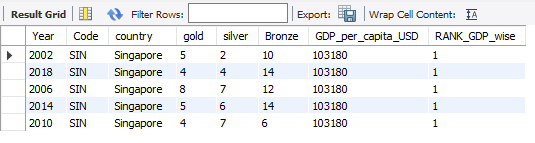 Result Grid Filter Rows: Export: Wrap Cell Content:
Year Code country gold silver Bronze GDP_per_capita_USD RANK_GDP_wise
2002 SIN Singapore 5 2 10 103180 1
2018 SIN Singapore 4 4 14 103180 1
2006 SIN Singapore 8 7 12 103180 1
2014 SIN Singapore 5 6 14 103180 1
2010 SIN Singapore 4 7 6 103180 1